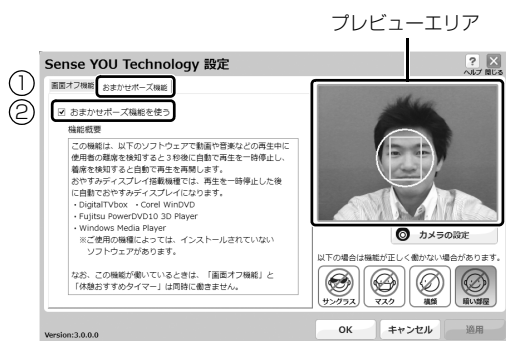 プレビューエリア
Sense YOU Technology 設定
? ×
ヘルプ 閉じる
① 画面オフ機能 おまかせポーズ機能
② おまかせポーズ機能を使う
機能概要
この機能は、以下のソフトウェアで動画や音楽などの再生中に
使用者の離席を検知すると3秒後に自動で再生を一時停止し、
着席を検知すると自動で再生を再開します。
おやすみディスプレイ搭載機種では、再生を一時停止した後
に自動でおやすみディスプレイになります。
・DigitalTVbox ・Corel WinDVD
・Fujitsu PowerDVD10 3D Player
・Windows Media Player
※ご使用の機種によっては、インストールされていない
ソフトウェアがあります。
なお、この機能が働いているときは、「画面オフ機能」と
「休憩おすすめタイマー」は同時に働きません。
カメラの設定
以下の場合は機能が正しく働かない場合があります。
サングラス マスク 横顔 暗い部屋
Version:3.0.0.0
OK キャンセル 適用